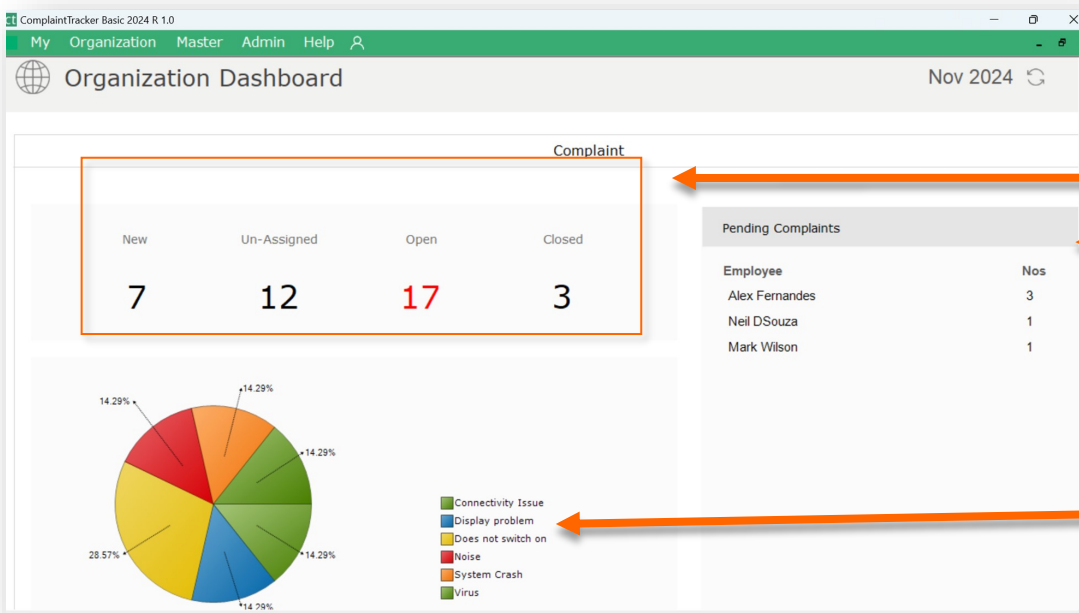 ct ComplaintTracker Basic 2024 R 1.0
My Organization Master Admin Help
Organization Dashboard
Nov 2024
Complaint
New Un-Assigned Open Closed
7 12 17 3
Pending Complaints
Employee Nos
Alex Fernandes 3
Neil DSouza 1
Mark Wilson 1
14.29%
14.29%
14.29%
28.57%
14.29%
14.29%
Connectivity Issue
Display problem
Does not switch on
Noise
System Crash
Virus